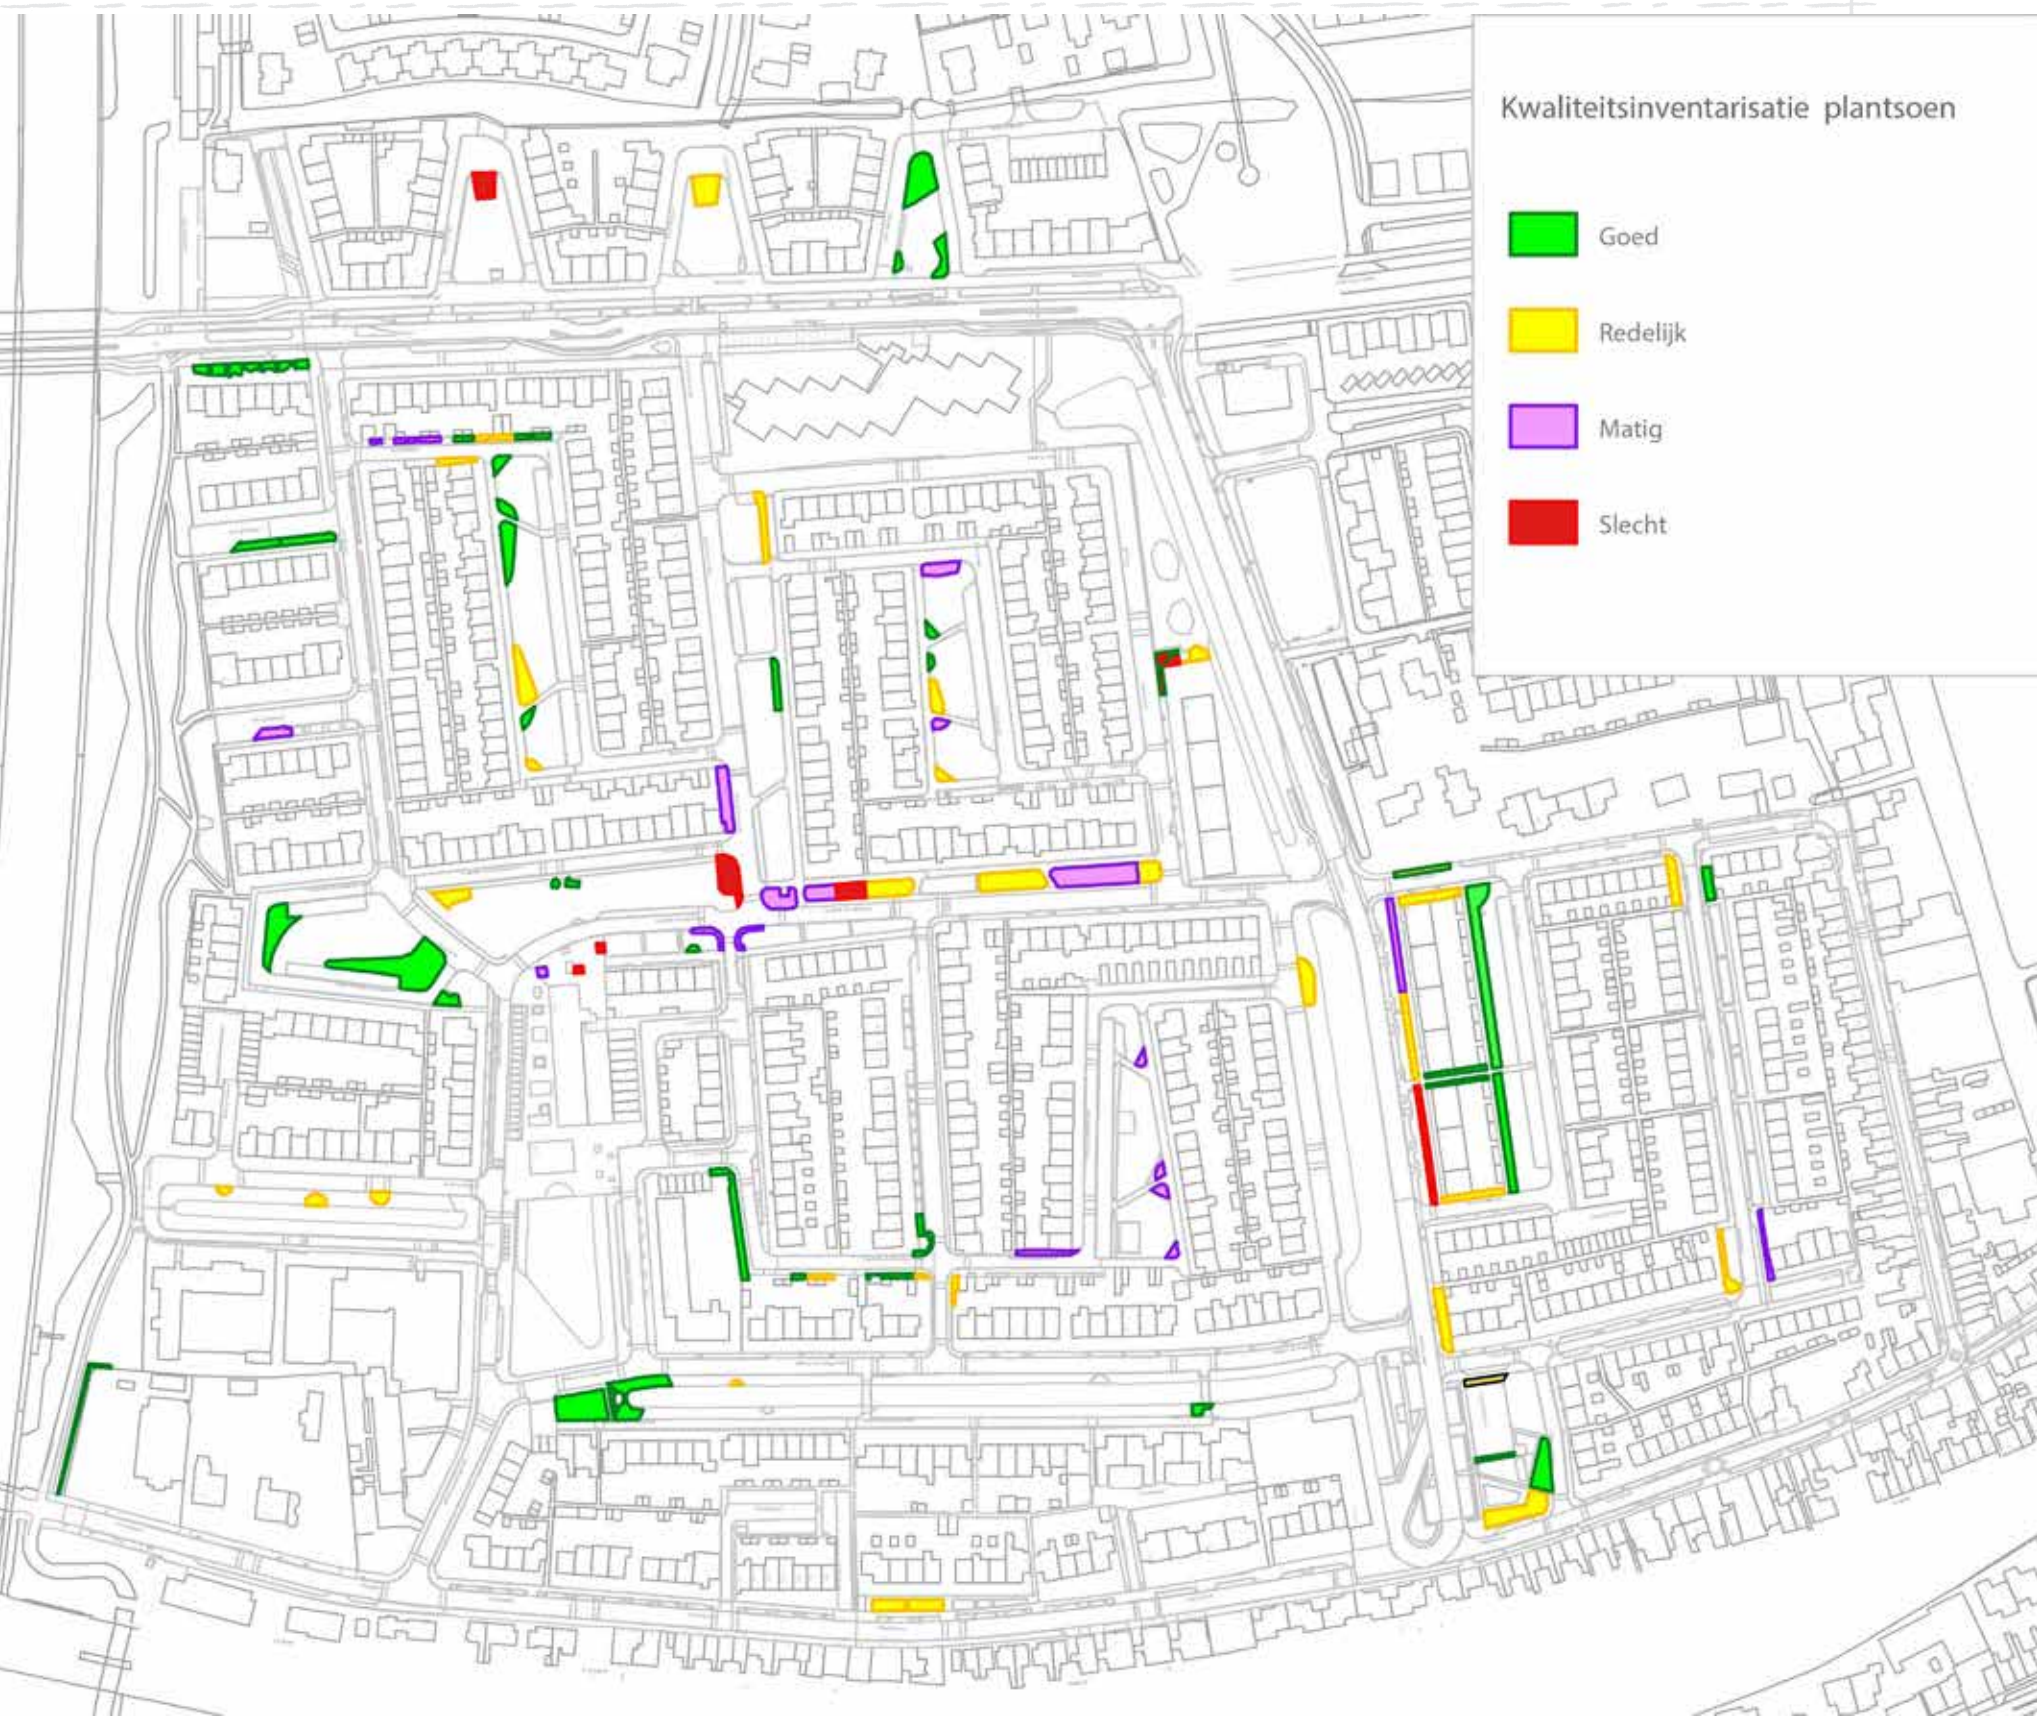 Kwaliteitsinventarisatie plantsoen
Goed
Redelijk
Matig
Slecht